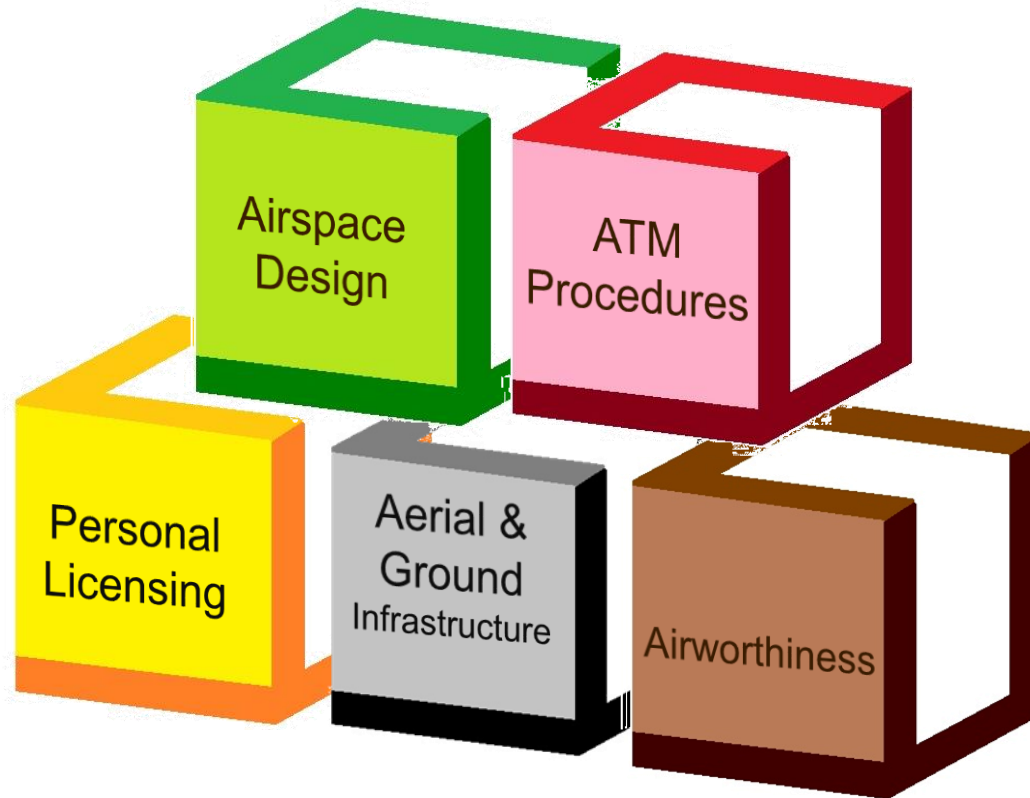 Airspace
Design
ATM
Procedures
Personal
Licensing
Aerial &
Ground
Infrastructure
Airworthiness